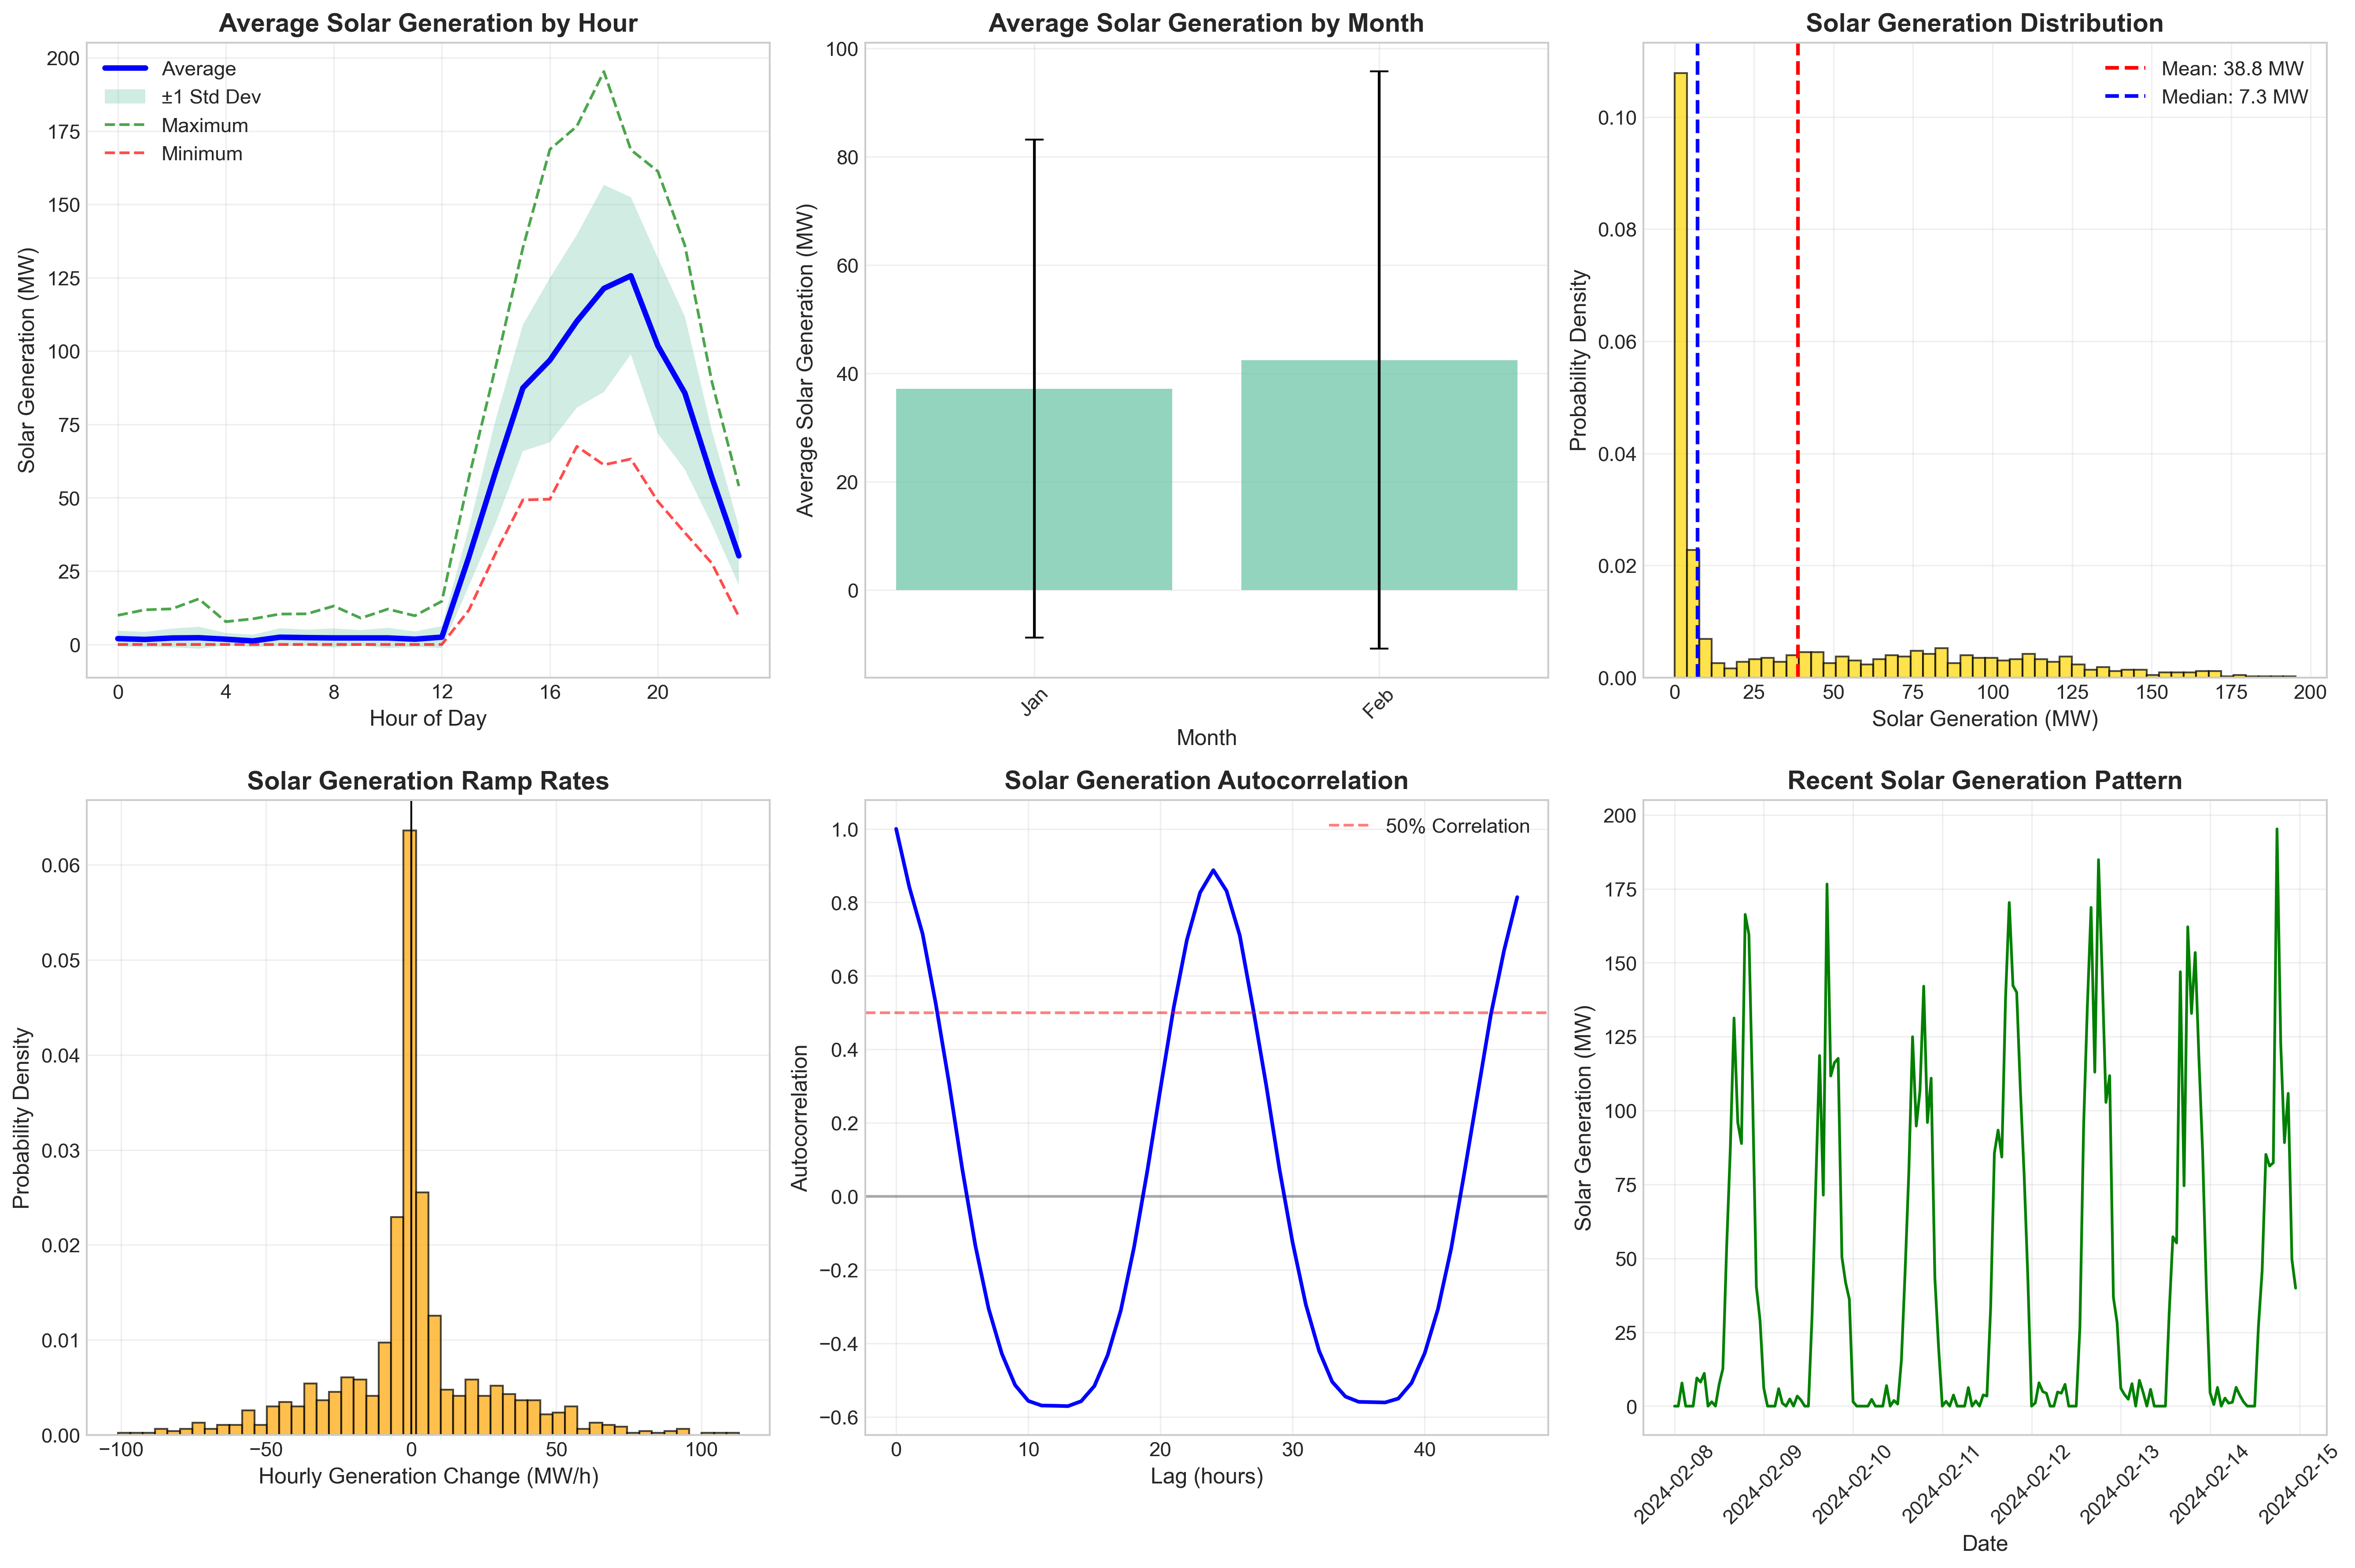 Average Solar Generation by Hour
200
175
150
125
100
75
50
25
0
Solar Generation (MW)
Average
±1 Std Dev
Maximum
Minimum
0 4 8 12 16 20
Hour of Day
Average Solar Generation by Month
100
80
60
40
20
0
Average Solar Generation (MW)
Jan Feb
Month
Solar Generation Distribution
Mean: 38.8 MW
Median: 7.3 MW
0.10
0.08
0.06
0.04
0.02
0.00
Probability Density
0 25 50 75 100 125 150 175 200
Solar Generation (MW)
Solar Generation Ramp Rates
0.06
0.05
0.04
0.03
0.02
0.01
0.00
Probability Density
−100 −50 0 50 100
Hourly Generation Change (MW/h)
Solar Generation Autocorrelation
50% Correlation
1.0
0.8
0.6
0.4
0.2
0.0
−0.2
−0.4
−0.6
Autocorrelation
0 10 20 30 40
Lag (hours)
Recent Solar Generation Pattern
200
175
150
125
100
75
50
25
0
Solar Generation (MW)
2024-02-08 2024-02-09 2024-02-10 2024-02-11 2024-02-12 2024-02-13 2024-02-14 2024-02-15
Date